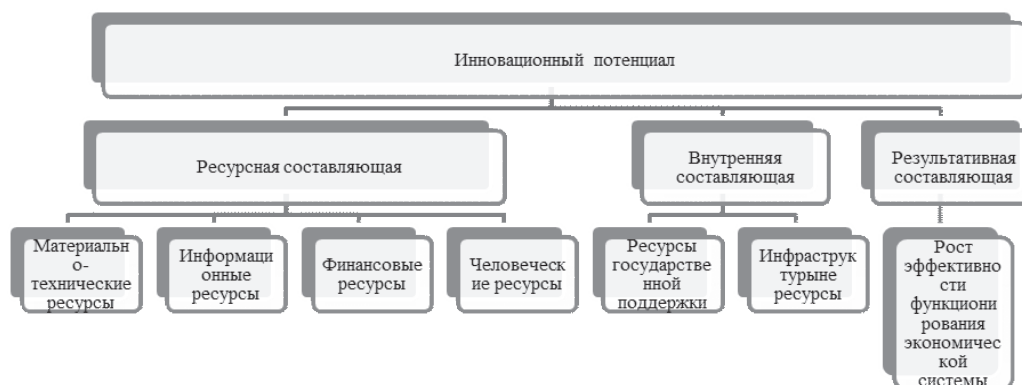 Инновационный потенциал
Ресурсная составляющая
Внутренняя
составляющая
Результативная
составляющая
Материальн
о-
технические
ресурсы
Информаци
онные
ресурсы
Финансовые
ресурсы
Человеческ
ие ресурсы
Ресурсы
государстве
нной
поддержки
Инфраструк
турыне
ресурсы
Рост
эффективно
сти
функциони
рования
экономичес
кой
системы